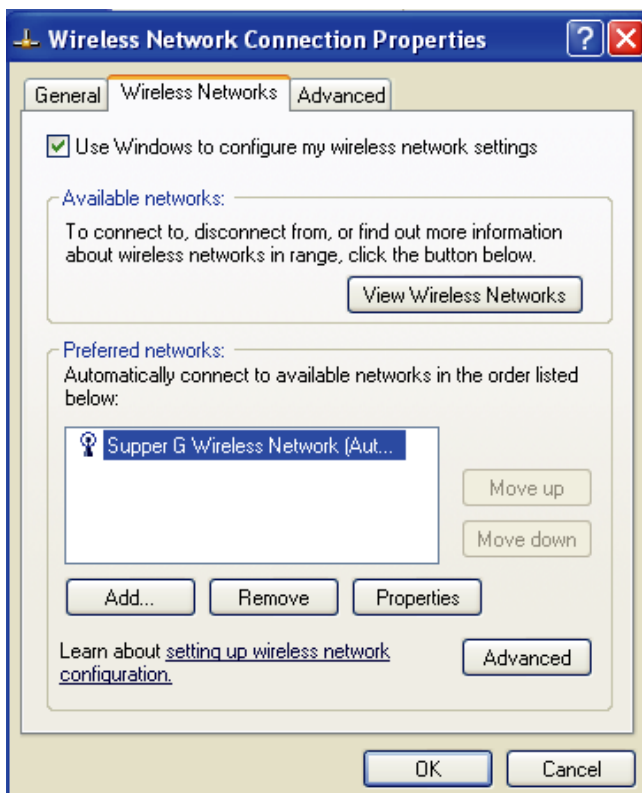 Wireless Network Connection Properties
General Wireless Networks Advanced
Use Windows to configure my wireless network settings
Available networks:
To connect to, disconnect from, or find out more information
about wireless networks in range, click the button below.
View Wireless Networks
Preferred networks:
Automatically connect to available networks in the order listed
below:
Supper G Wireless Network (Aut...
Move up
Move down
Add... Remove Properties
Learn about setting up wireless network
configuration.
Advanced
OK Cancel